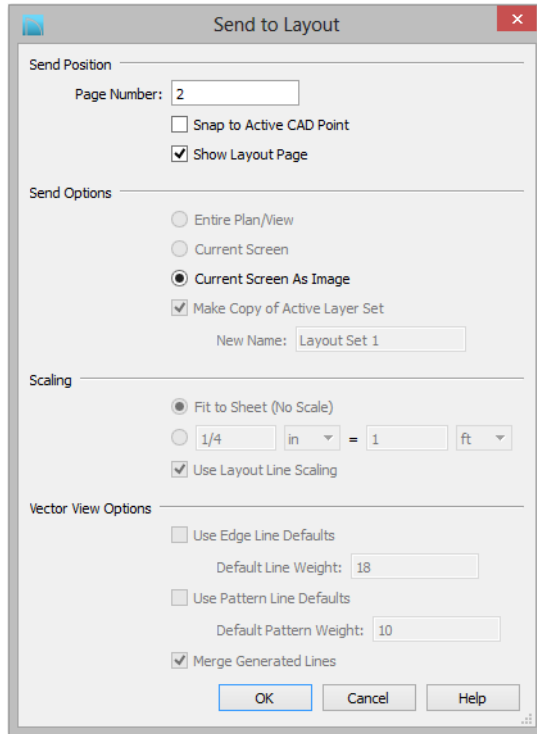 Send to Layout
Send Position
Page Number: 2
Snap to Active CAD Point
Show Layout Page
Send Options
Entire Plan/View
Current Screen
Current Screen As Image
Make Copy of Active Layer Set
New Name: Layout Set 1
Scaling
Fit to Sheet (No Scale)
1/4 in = 1 ft
Use Layout Line Scaling
Vector View Options
Use Edge Line Defaults
Default Line Weight: 18
Use Pattern Line Defaults
Default Pattern Weight: 10
Merge Generated Lines
OK Cancel Help